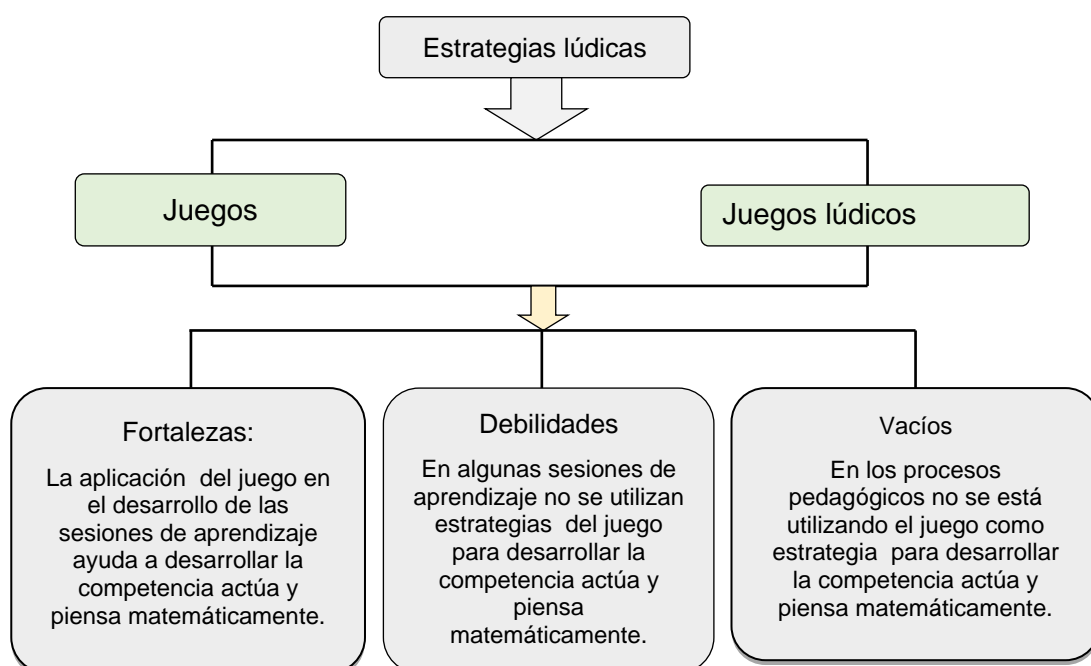 Estrategias lúdicas
Juegos
Juegos lúdicos
Fortalezas:
La aplicación del juego en
el desarrollo de las
sesiones de aprendizaje
ayuda a desarrollar la
competencia actúa y
piensa matemáticamente.
Debilidades
En algunas sesiones de
aprendizaje no se utilizan
estrategias del juego
para desarrollar la
competencia actúa y
piensa
matemáticamente.
Vacíos
En los procesos
pedagógicos no se está
utilizando el juego como
estrategia para desarrollar
la competencia actúa y
piensa matemáticamente.